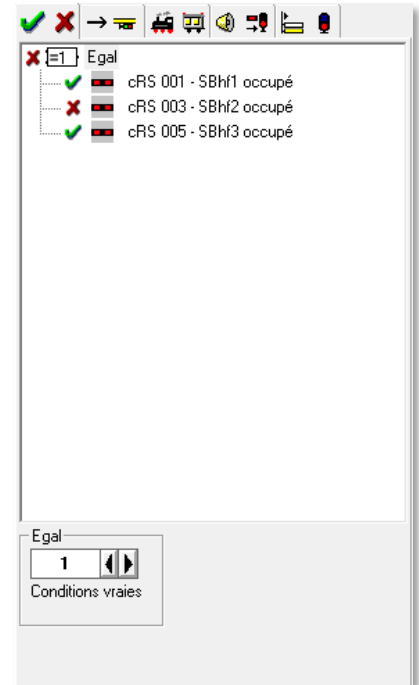 =1 Egal
cRS 001 - SBhf1 occupé
cRS 003 - SBhf2 occupé
cRS 005 - SBhf3 occupé
Egal
1
Conditions vraies